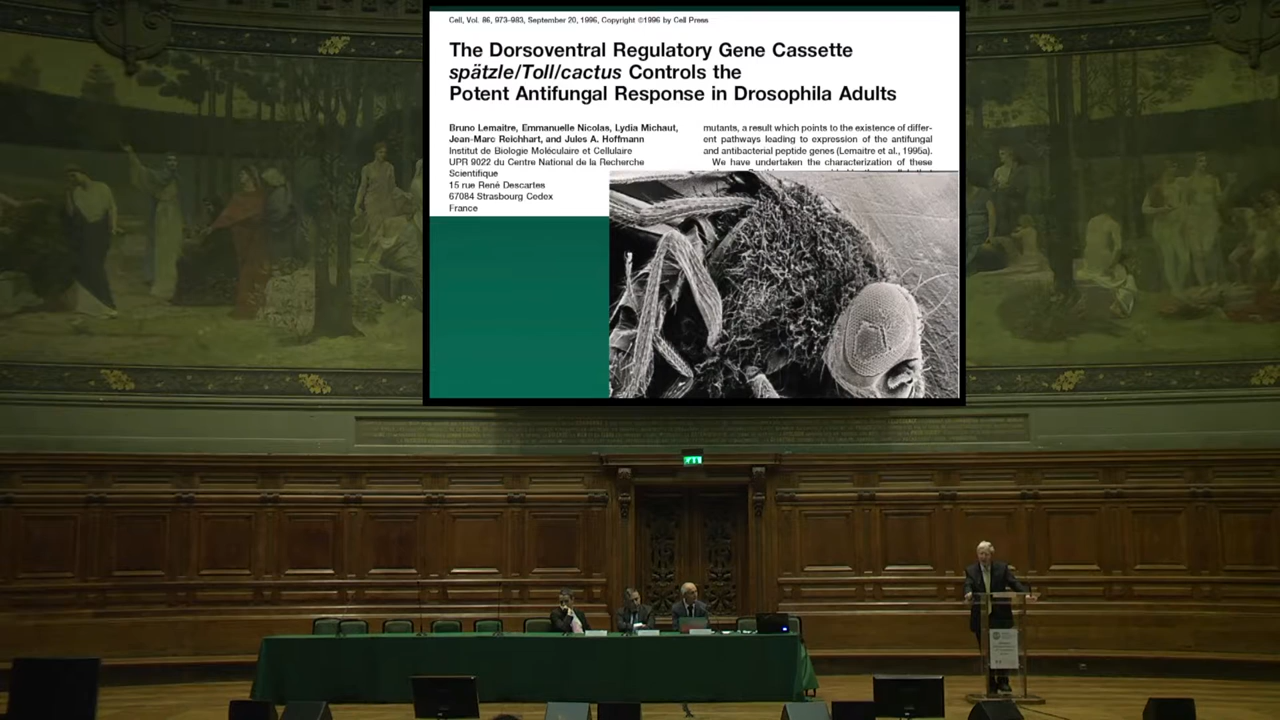 Cell, Vol. 86, 973–983, September 20, 1996, Copyright ©1996 by Cell Press
The Dorsoventral Regulatory Gene Cassette
spätzle/Toll/cactus Controls the
Potent Antifungal Response in Drosophila Adults
Bruno Lemaitre, Emmanuelle Nicolas, Lydia Michaut,
Jean-Marc Reichhart, and Jules A. Hoffmann
Institut de Biologie Moléculaire et Cellulaire
UPR 9022 du Centre National de la Recherche
Scientifique
15 rue René Descartes
67084 Strasbourg Cedex
France
mutants, a result which points to the existence of differ-
ent pathways leading to expression of the antifungal
and antibacterial peptide genes (Lemaitre et al., 1995a).
We have undertaken the characterization of these